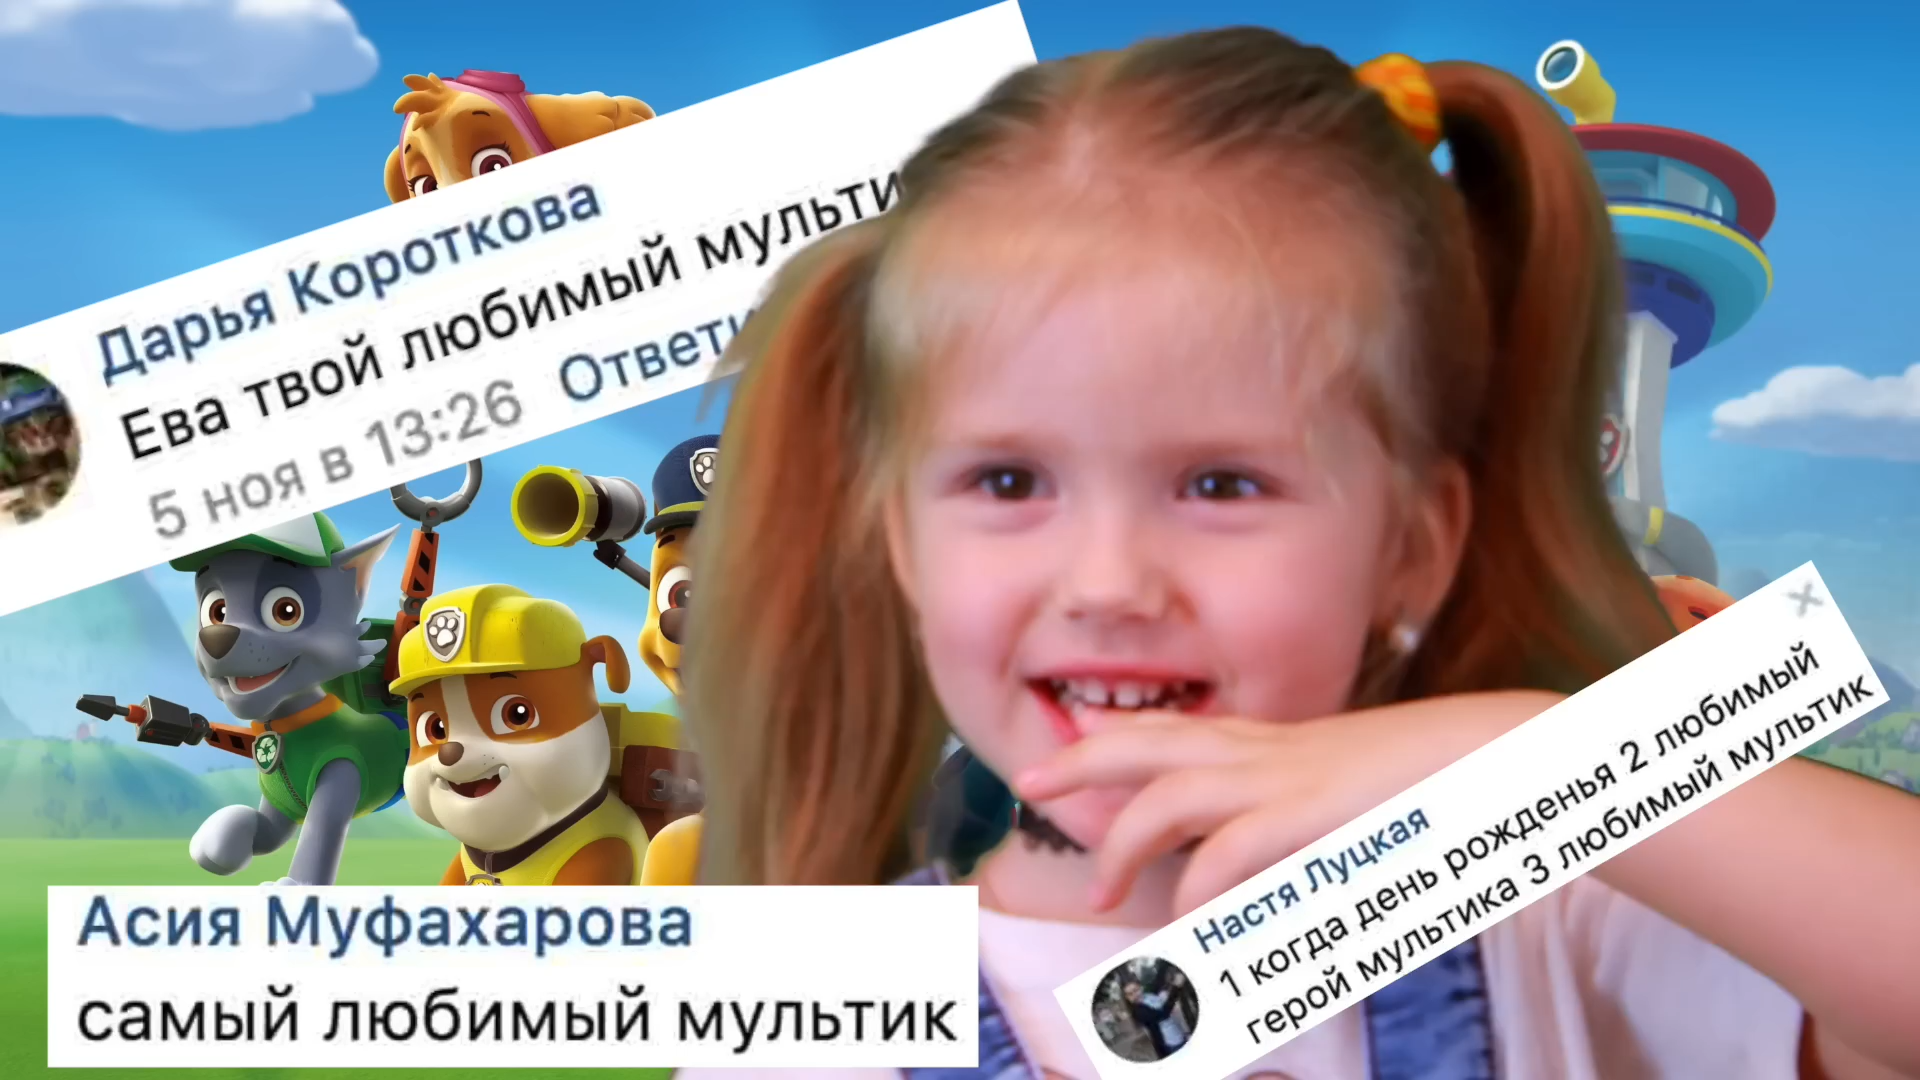 Дарья Короткова
Ева твой любимый мульти
5 ноя в 13:26 Ответи
Настя Луцкая
1 когда день рожденья 2 любимый
герой мультика 3 любимый мультик
Асия Муфахарова
самый любимый мультик